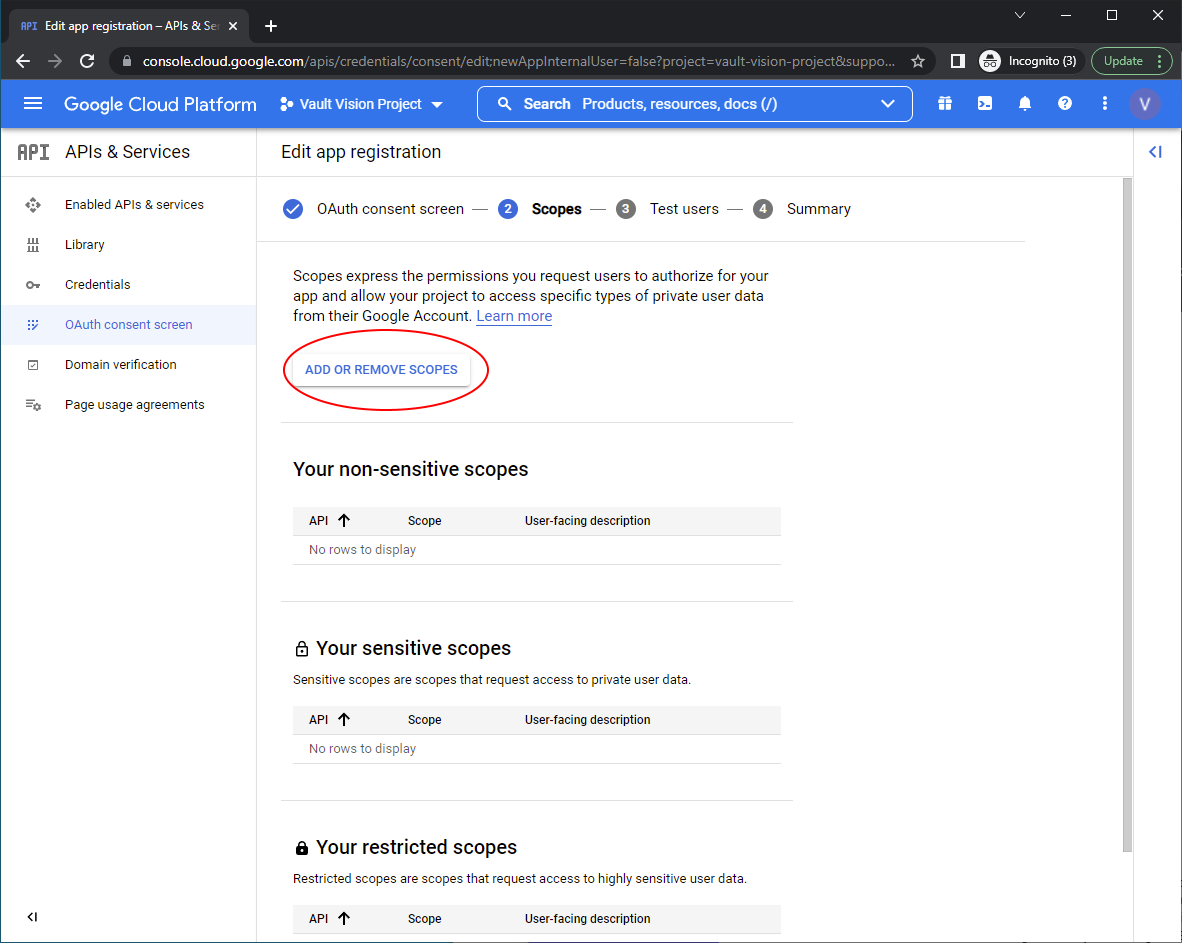 API Edit app registration – APIs & Ser
console.cloud.google.com/apis/credentials/consent/edit;newAppInternalUser=false?project=vault-vision-project&suppo...
Incognito (3)
Update
Google Cloud Platform
Vault Vision Project
Search Products, resources, docs (/)
V
API APIs & Services
Edit app registration
Enabled APIs & services
Library
Credentials
OAuth consent screen
Domain verification
Page usage agreements
OAuth consent screen — 2 Scopes — 3 Test users — 4 Summary
Scopes express the permissions you request users to authorize for your
app and allow your project to access specific types of private user data
from their Google Account. Learn more
ADD OR REMOVE SCOPES
Your non-sensitive scopes
API Scope User-facing description
No rows to display
Your sensitive scopes
Sensitive scopes are scopes that request access to private user data.
API Scope User-facing description
No rows to display
Your restricted scopes
Restricted scopes are scopes that request access to highly sensitive user data.
API Scope User-facing description